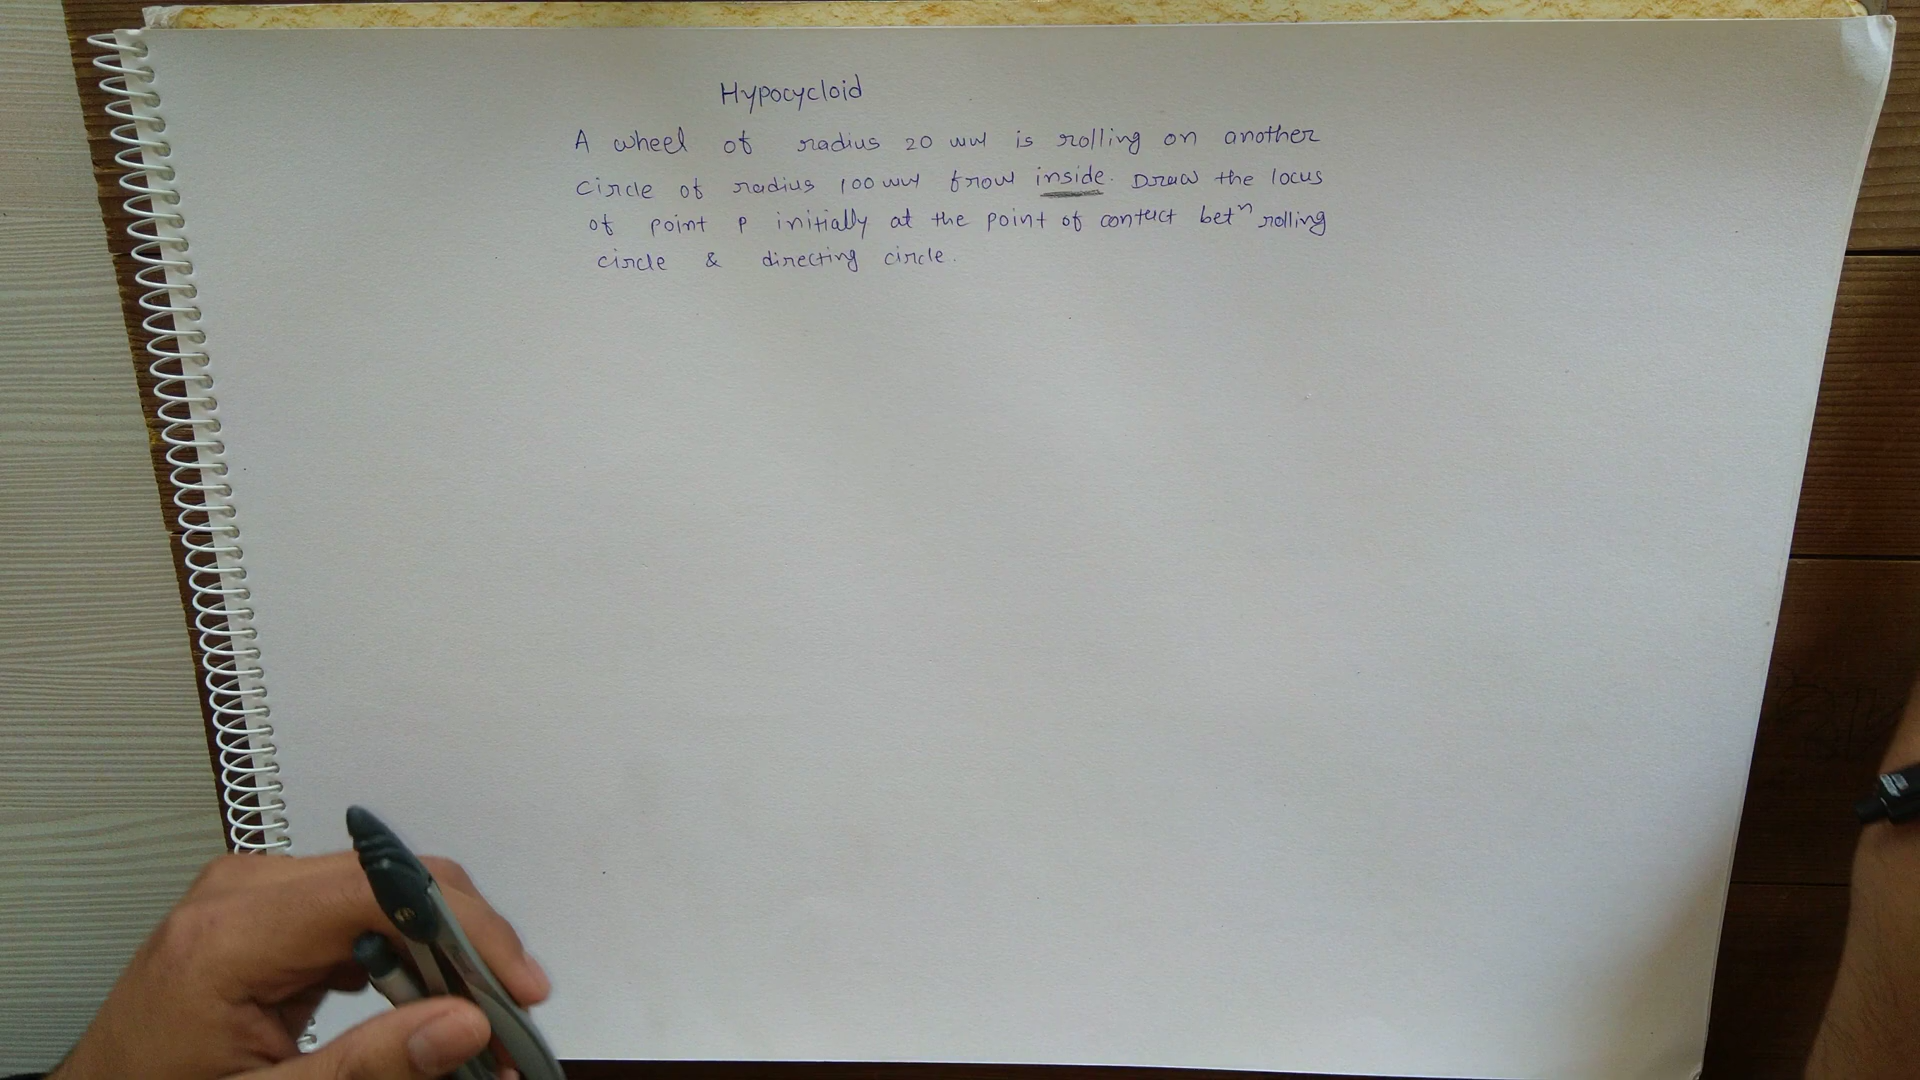 Hypocycloid
A wheel of radius 20 mm is rolling on another
circle of radius 100 mm from inside. Draw the locus
of point P initially at the point of contact betⁿ rolling
circle & directing circle.